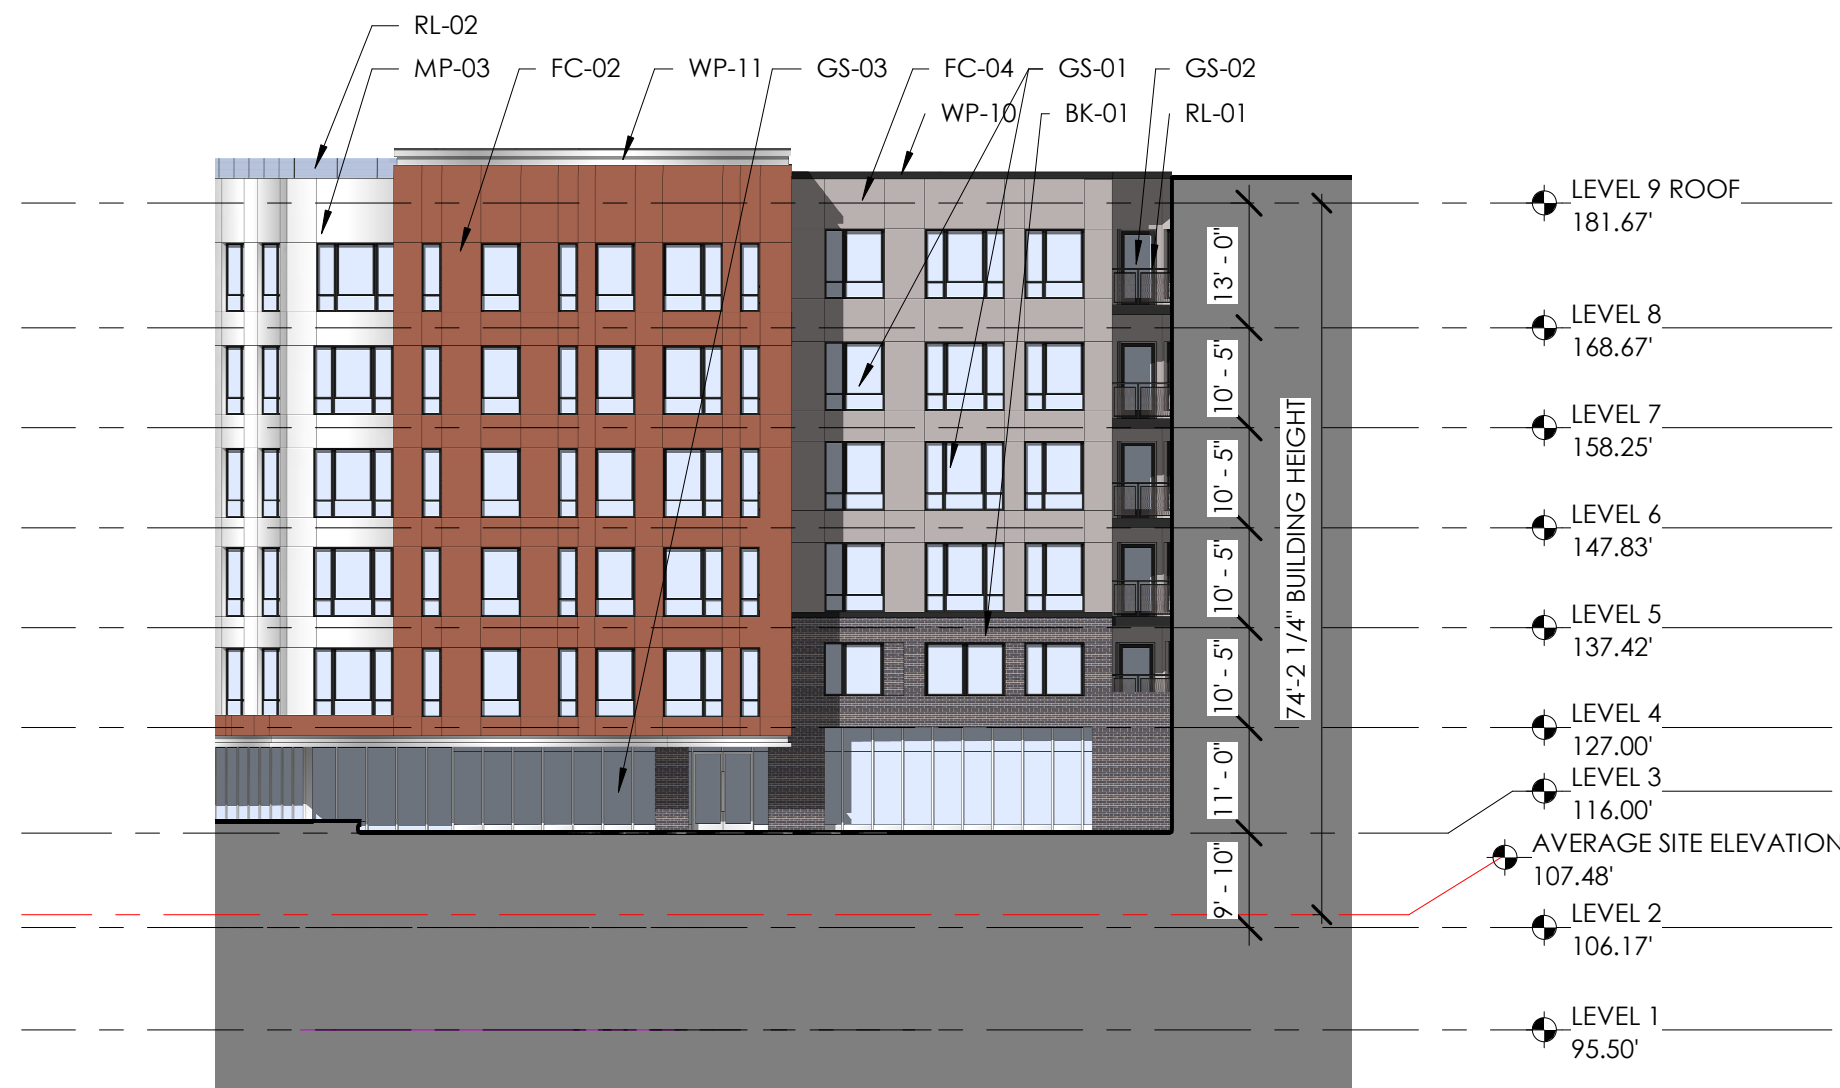 RL-02
MP-03
FC-02
WP-11
GS-03
FC-04
GS-01
GS-02
WP-10
BK-01
RL-01
LEVEL 9 ROOF
181.67'
13' - 0"
LEVEL 8
168.67'
10' - 5"
LEVEL 7
158.25'
10' - 5"
LEVEL 6
147.83'
10' - 5"
LEVEL 5
137.42'
10' - 5"
LEVEL 4
127.00'
11' - 0"
LEVEL 3
116.00'
9' - 10"
74'-2 1/4" BUILDING HEIGHT
AVERAGE SITE ELEVATION
107.48'
LEVEL 2
106.17'
LEVEL 1
95.50'